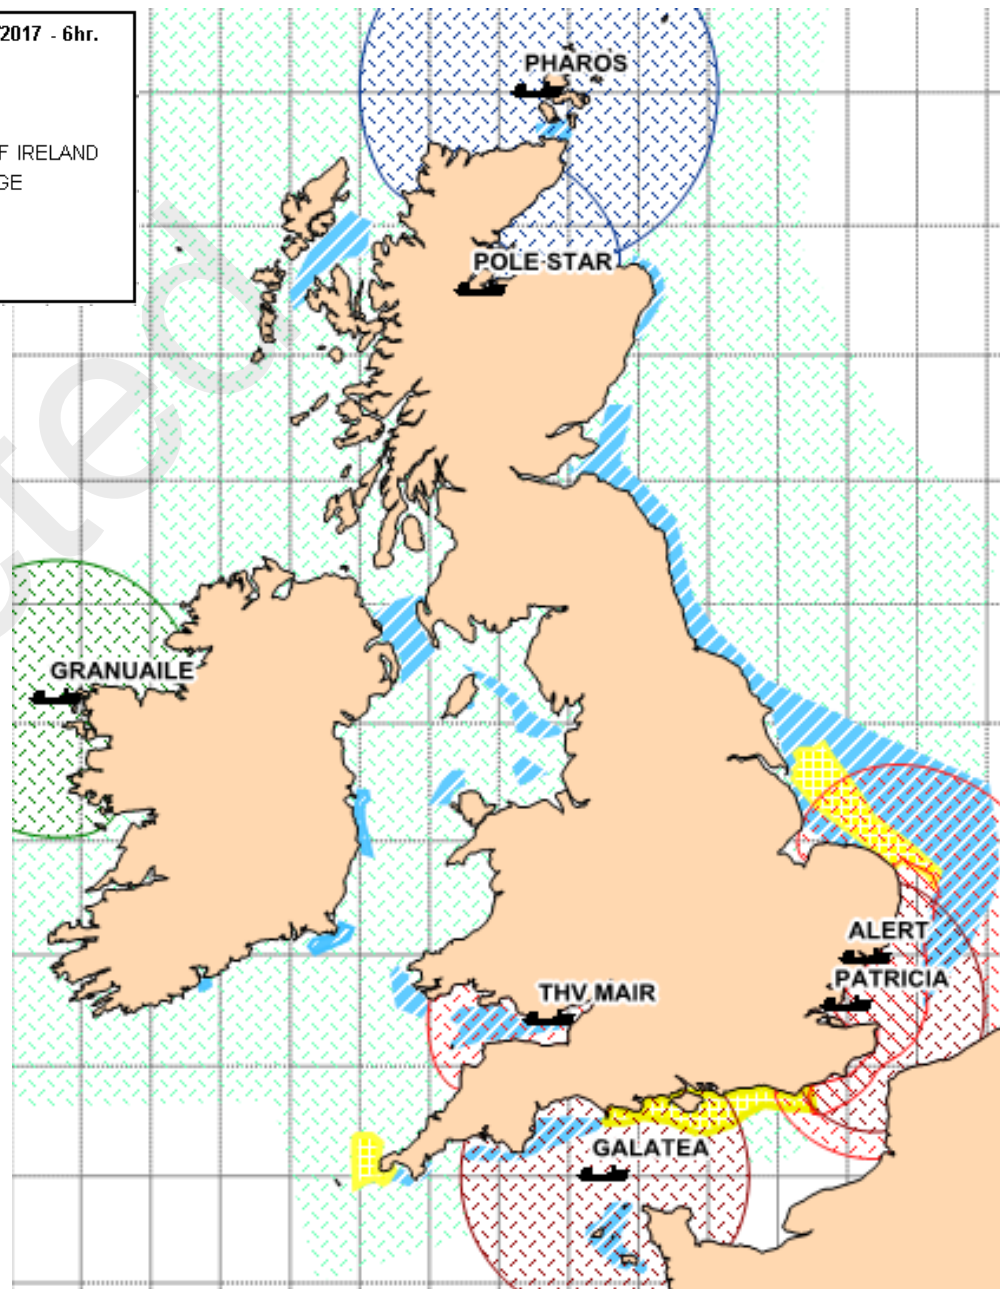 2017 - 6hr.
F IRELAND
GE
PHAROS
POLE STAR
GRANUAILE
ALERT
PATRICIA
THV MAIR
GALATEA